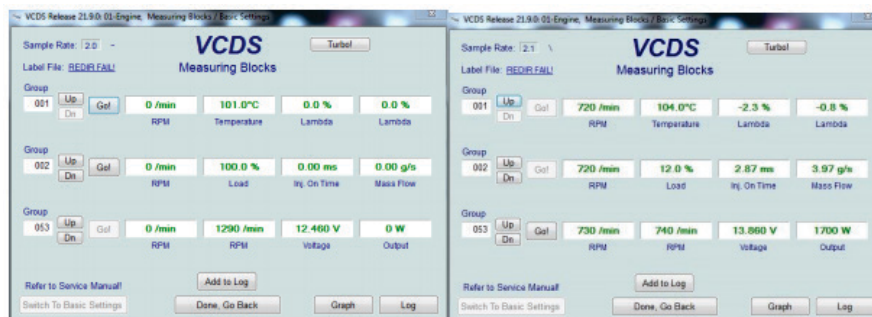 VCDS Release 21.9.0: 01-Engine, Measuring Blocks / Basic Settings
Sample Rate: 2.0 -
VCDS
Turbo!
Label File: REDIR FAIL!
Measuring Blocks
Group
001 Up Dn Go! 0 /min 101.0°C 0.0 % 0.0 %
RPM Temperature Lambda Lambda
Group
002 Up Dn Go! 0 /min 100.0 % 0.00 ms 0.00 g/s
RPM Load Inj. On Time Mass Flow
Group
053 Up Dn Go! 0 /min 1290 /min 12.460 V 0 W
RPM RPM Voltage Output
Refer to Service Manual! Add to Log
Switch To Basic Settings Done, Go Back Graph Log
VCDS Release 21.9.0: 01-Engine, Measuring Blocks / Basic Settings
Sample Rate: 2.1 \
VCDS
Turbo!
Label File: REDIR FAIL!
Measuring Blocks
Group
001 Up Dn Go! 720 /min 104.0°C -2.3 % -0.8 %
RPM Temperature Lambda Lambda
Group
002 Up Dn Go! 720 /min 12.0 % 2.87 ms 3.97 g/s
RPM Load Inj. On Time Mass Flow
Group
053 Up Dn Go! 730 /min 740 /min 13.860 V 1700 W
RPM RPM Voltage Output
Refer to Service Manual! Add to Log
Switch To Basic Settings Done, Go Back Graph Log